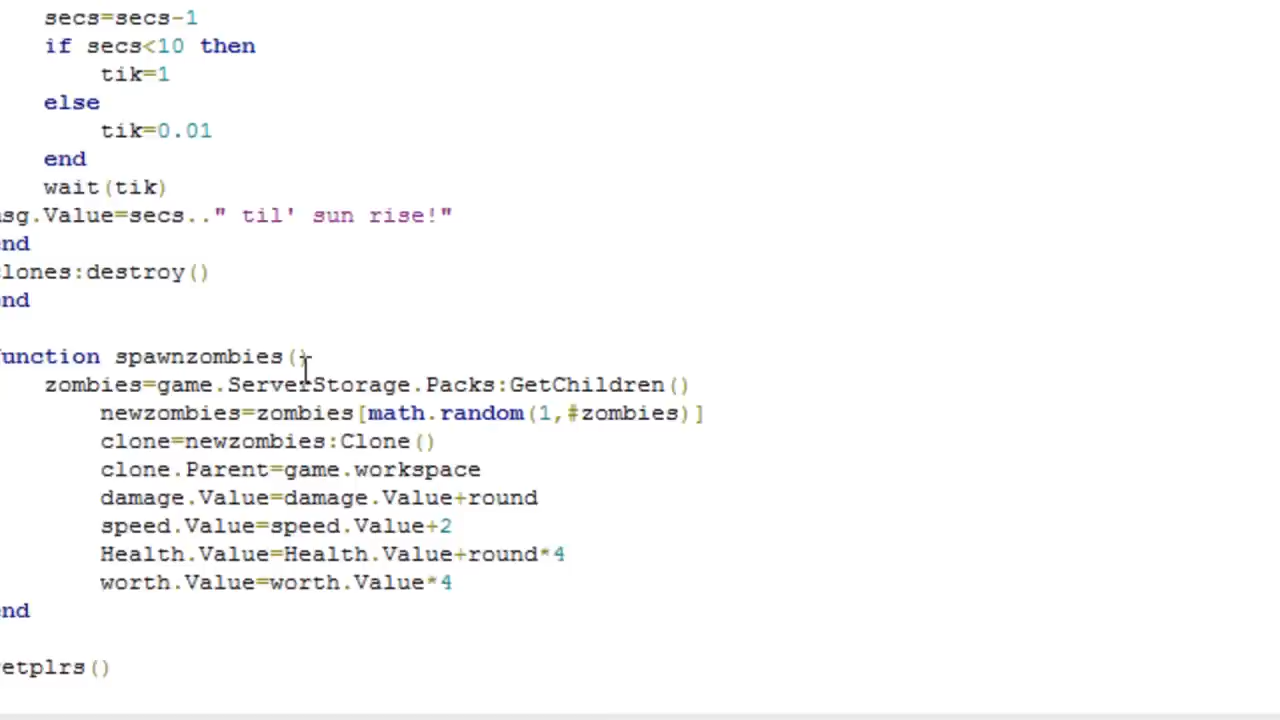 secs=secs-1
if secs<10 then
tik=1
else
tik=0.01
end
wait(tik)
sg.Value=secs.." til' sun rise!"
nd
lones:destroy()
nd
unction spawnzombies()
zombies=game.ServerStorage.Packs:GetChildren()
newzombies=zombies[math.random(1,#zombies)]
clone=newzombies:Clone()
clone.Parent=game.workspace
damage.Value=damage.Value+round
speed.Value=speed.Value+2
Health.Value=Health.Value+round*4
worth.Value=worth.Value*4
nd
etplrs()